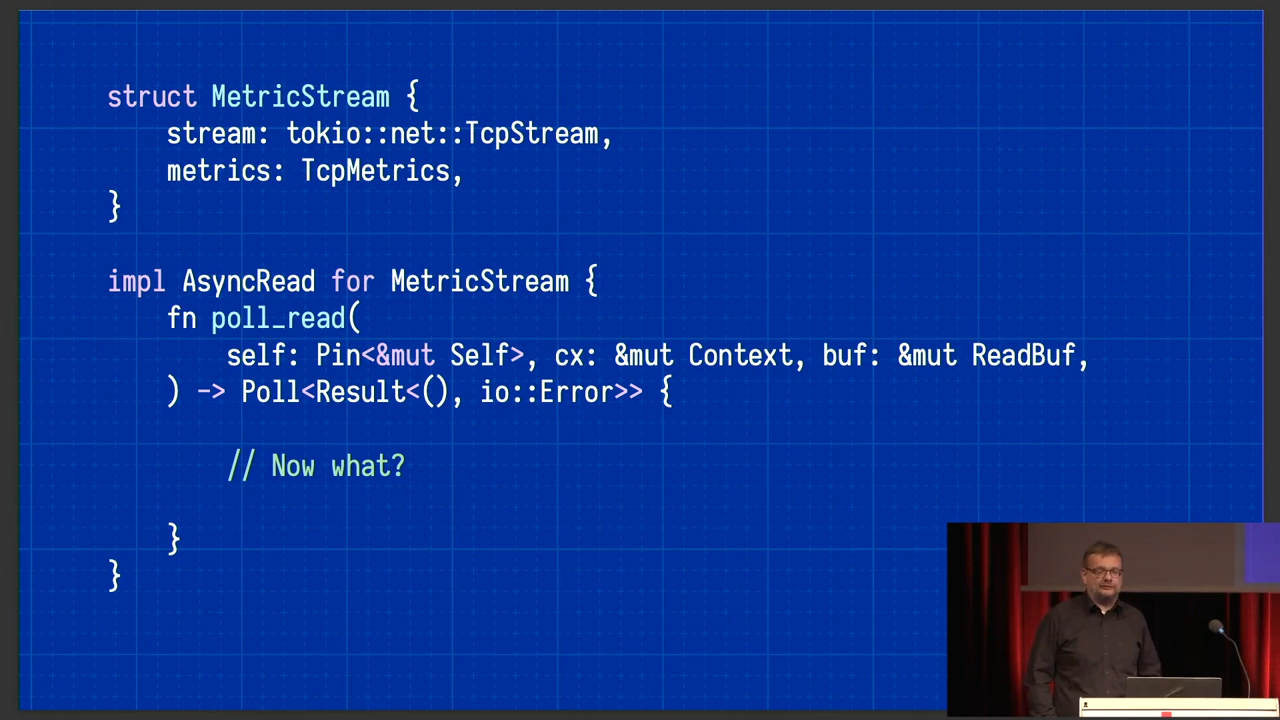 struct MetricStream {
    stream: tokio::net::TcpStream,
    metrics: TcpMetrics,
}
impl AsyncRead for MetricStream {
    fn poll_read(
        self: Pin<&mut Self>, cx: &mut Context, buf: &mut ReadBuf,
    ) -> Poll<Result<(), io::Error>> {
        // Now what?
    }
}